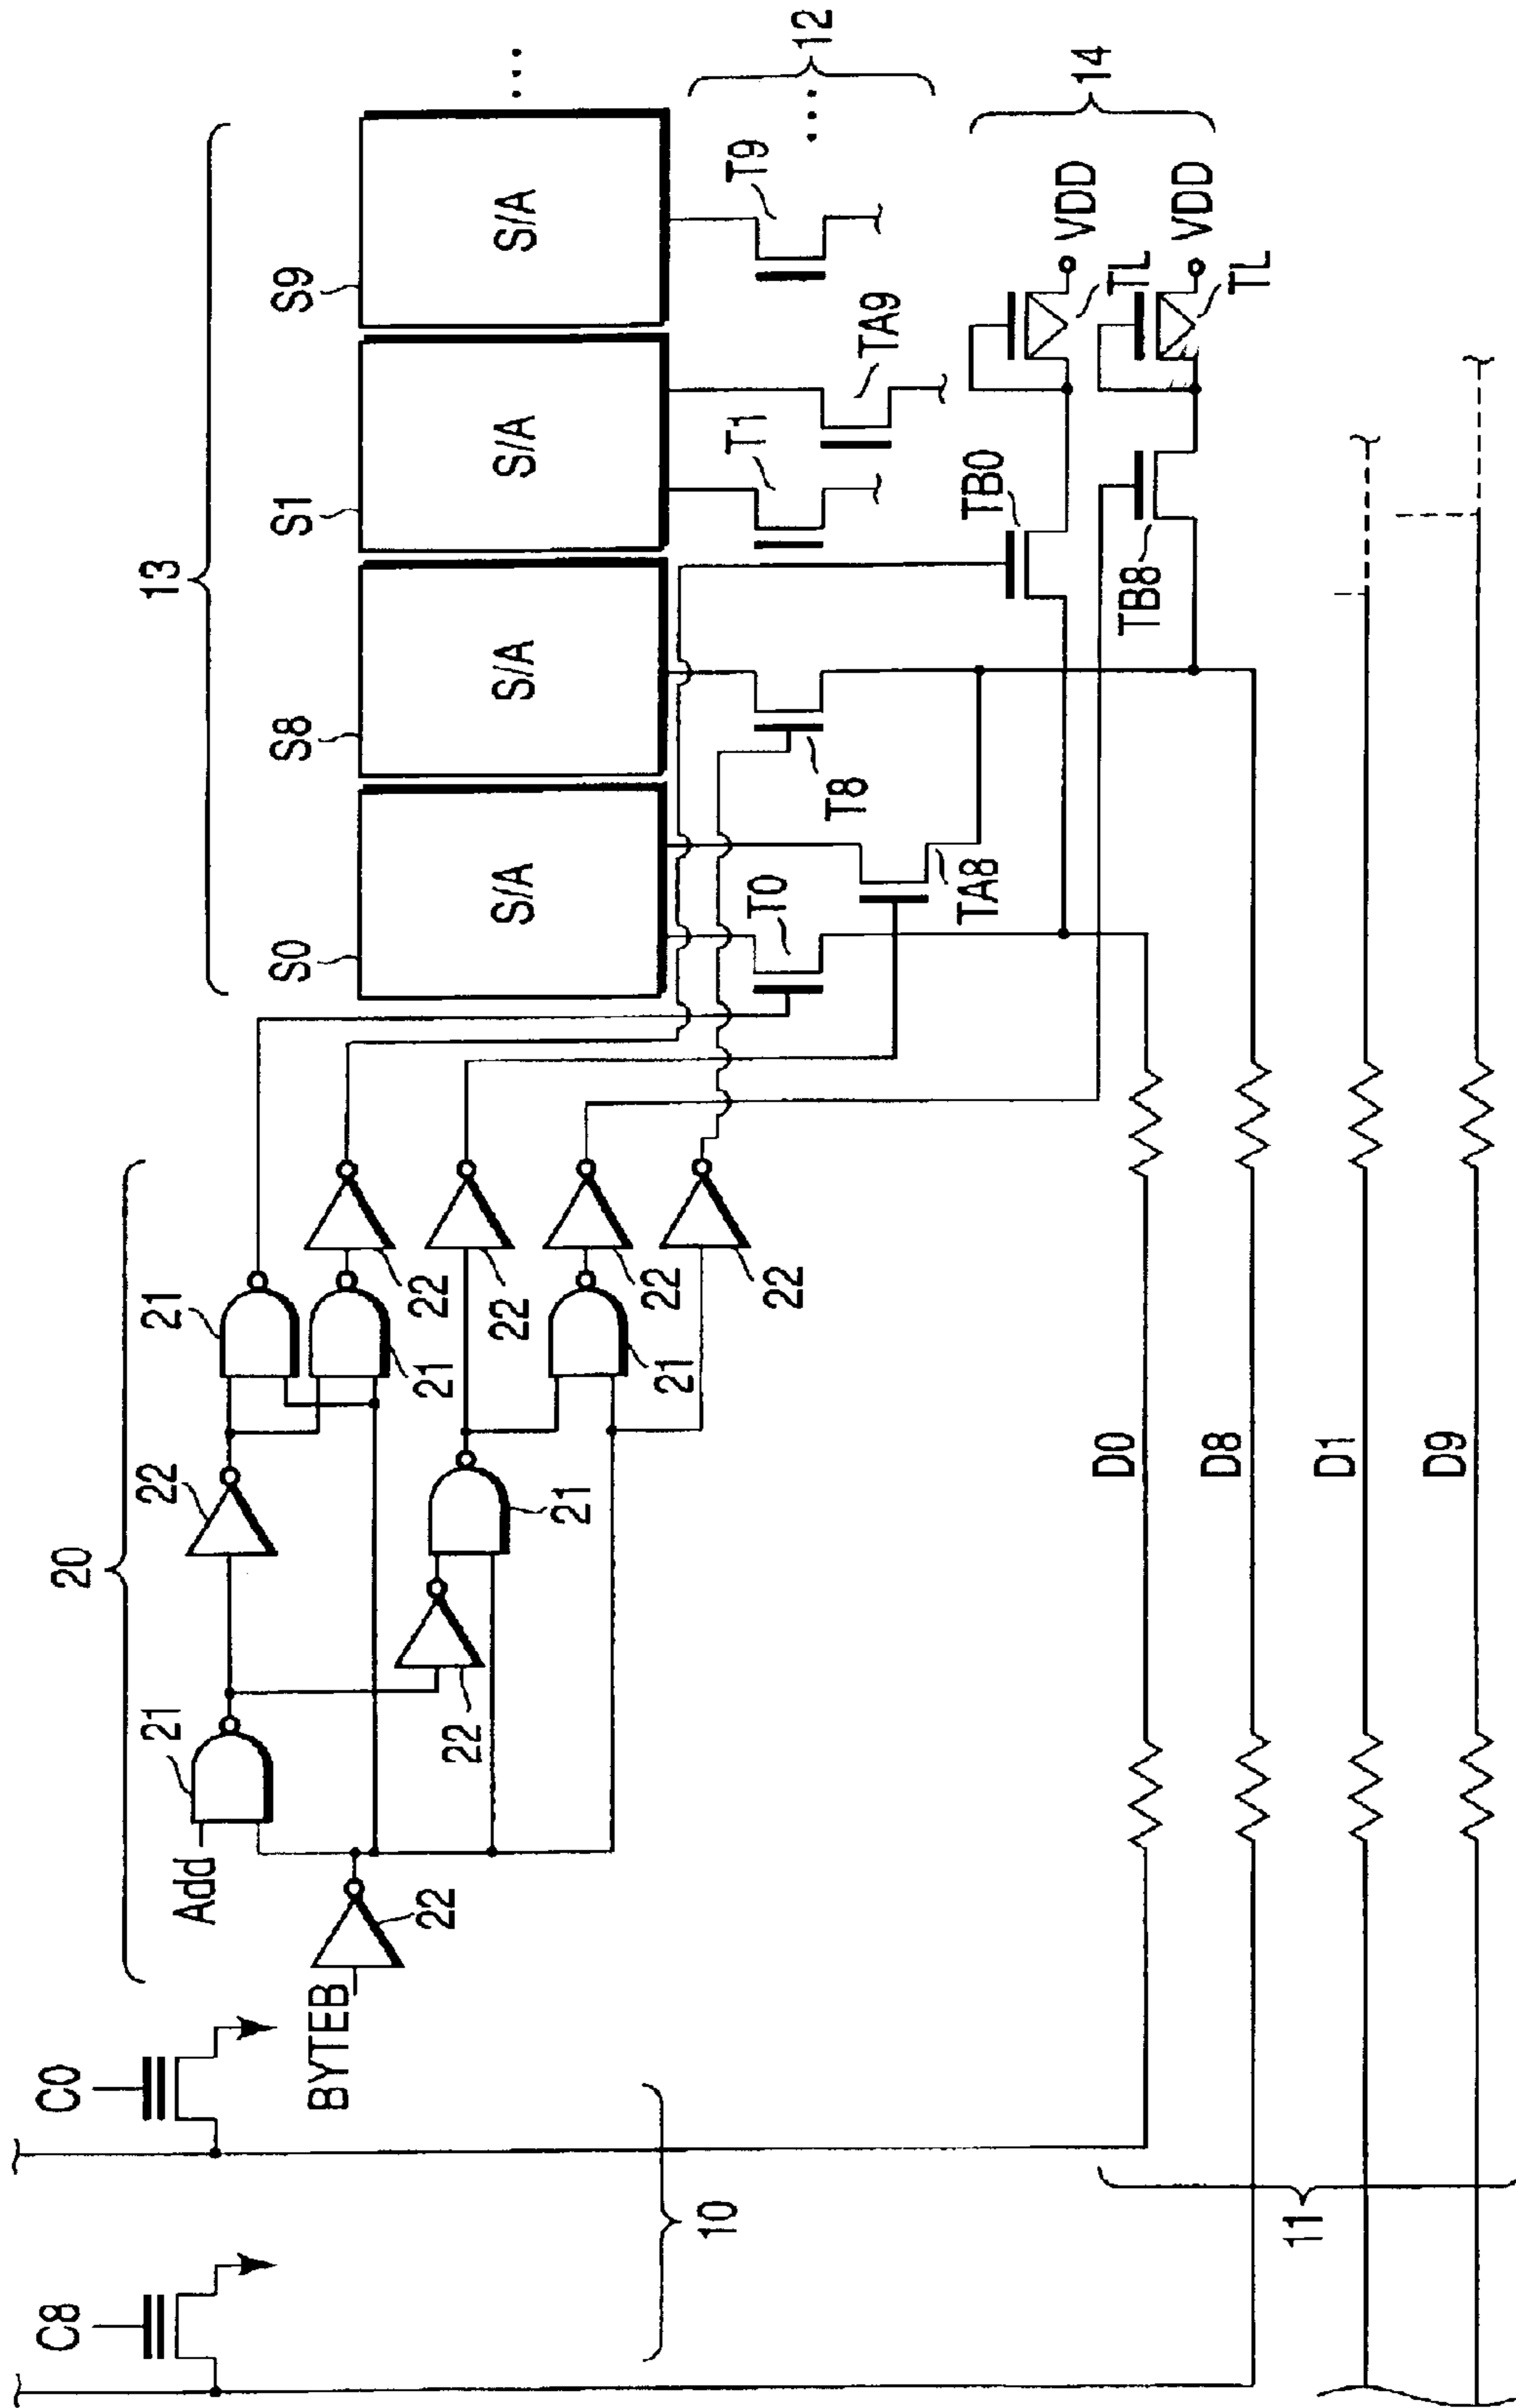 13
S0
S8
S1
S9
S/A
S/A
S/A
S/A
...
12
...
T0
TA8
T8
T1
TA9
T9
14
TB0
TL
VDD
TB8
TL
VDD
20
Add
BYTEB
21
22
22
21
21
22
22
21
22
21
22
22
C8
C0
10
11
D0
D8
D1
D9